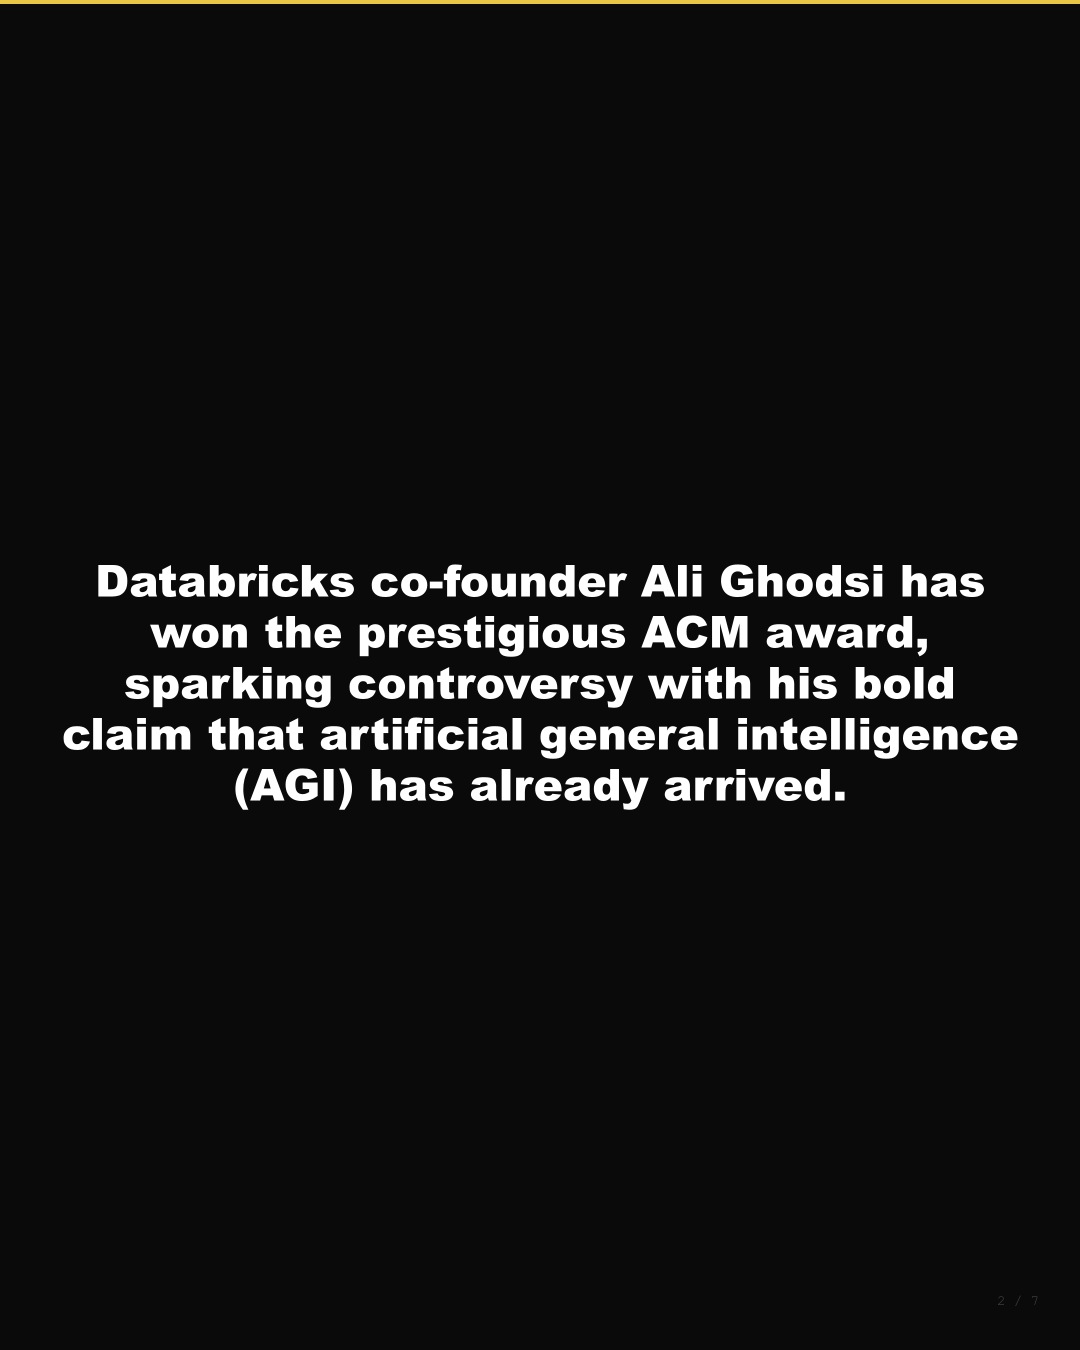 Databricks co-founder Ali Ghodsi has
won the prestigious ACM award,
sparking controversy with his bold
claim that artificial general intelligence
(AGI) has already arrived.
2 / 7